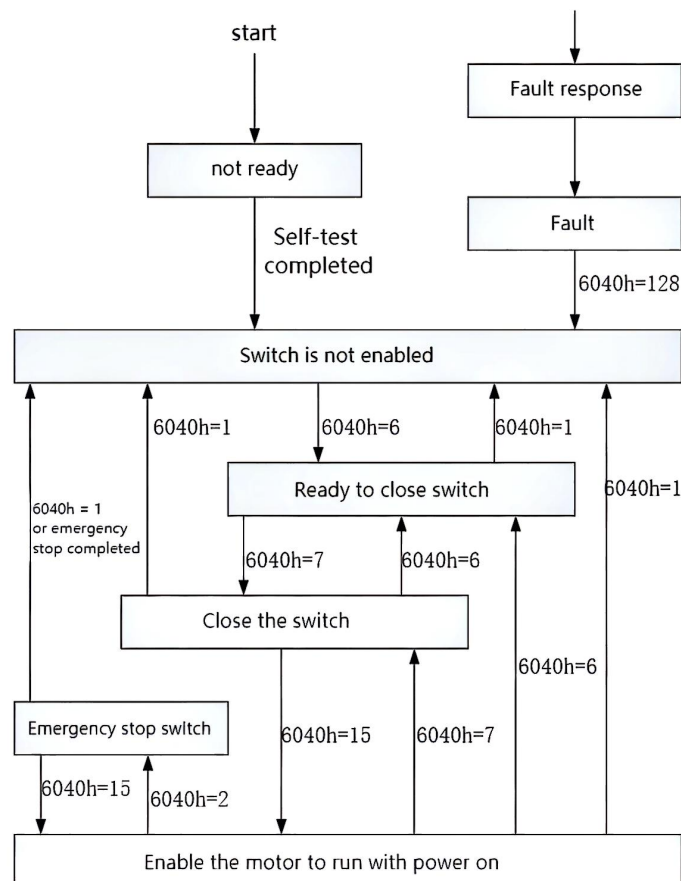 start
Fault response
not ready
Fault
Self-test
completed
6040h=128
Switch is not enabled
6040h=1
6040h=6
6040h=1
6040h=1
Ready to close switch
6040h = 1
or emergency
stop completed
6040h=7
6040h=6
Close the switch
6040h=6
Emergency stop switch
6040h=15
6040h=7
6040h=15
6040h=2
Enable the motor to run with power on